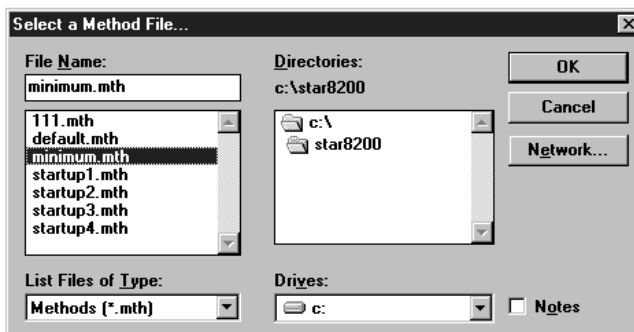 Select a Method File...
File Name:
minimum.mth
111.mth
default.mth
minimum.mth
startup1.mth
startup2.mth
startup3.mth
startup4.mth
List Files of Type:
Methods (*.mth)
Directories:
c:\star8200
c:\
star8200
Drives:
c:
OK
Cancel
Network...
Notes